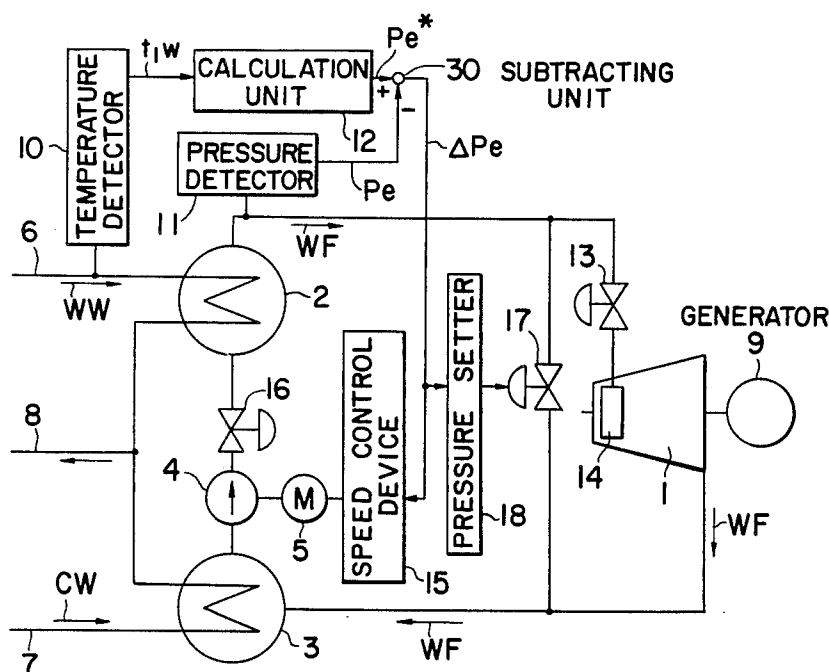 Pe*
t₁w
CALCULATION
UNIT
30
SUBTRACTING
UNIT
+
−
12
10
TEMPERATURE
DETECTOR
PRESSURE
DETECTOR
Pe
ΔPe
11
6
WW
WF
2
13
17
GENERATOR
9
16
8
4
M
5
SPEED CONTROL
DEVICE
15
PRESSURE SETTER
18
14
1
WF
CW
7
3
WF